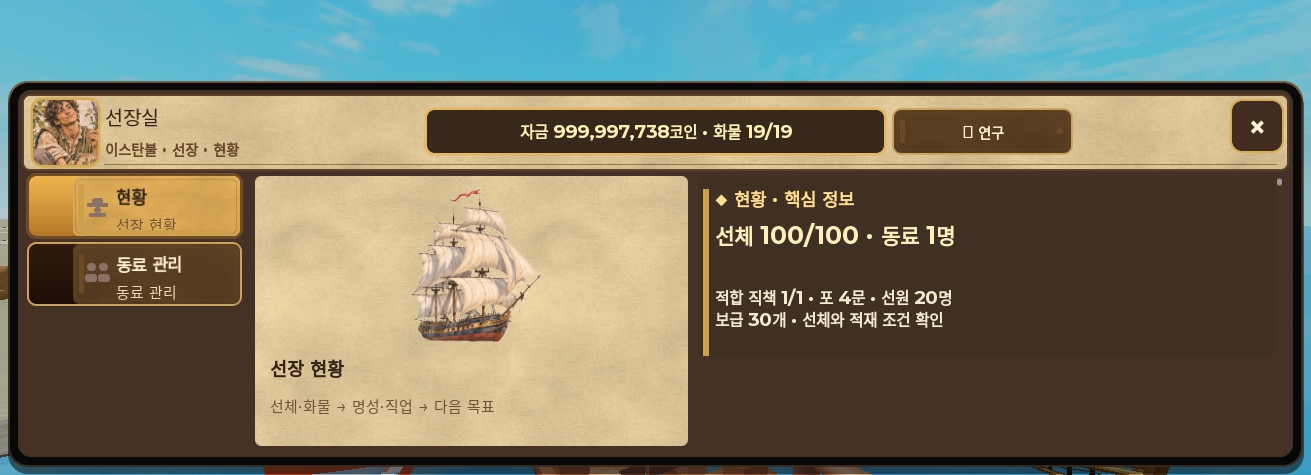 선장실
이스탄불 • 선장 • 현황
자금 999,997,738코인 • 화물 19/19
연구
×
현황
선장 현황
동료 관리
동료 관리
선장 현황
선체·화물 → 명성·직업 → 다음 목표
◆ 현황 • 핵심 정보
선체 100/100 • 동료 1명
적합 직책 1/1 • 포 4문 • 선원 20명
보급 30개 • 선체와 적재 조건 확인